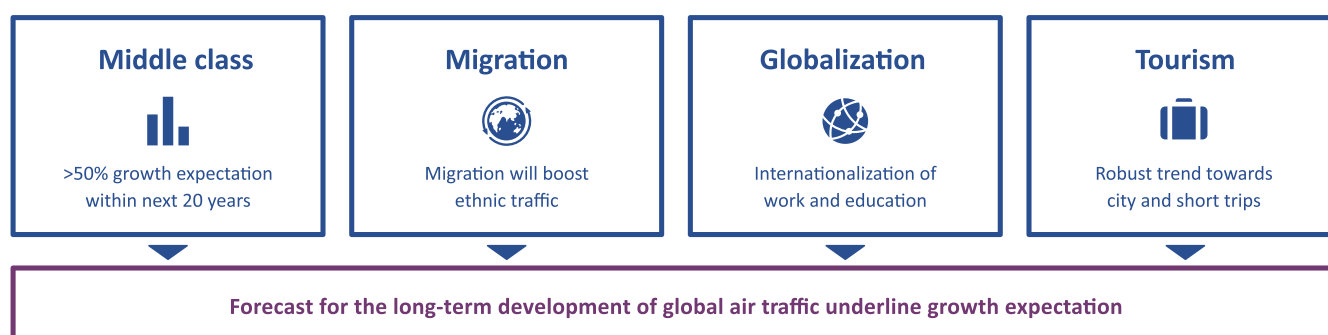 Middle class
>50% growth expectation
within next 20 years
Migration
Migration will boost
ethnic traffic
Globalization
Internationalization of
work and education
Tourism
Robust trend towards
city and short trips
Forecast for the long-term development of global air traffic underline growth expectation